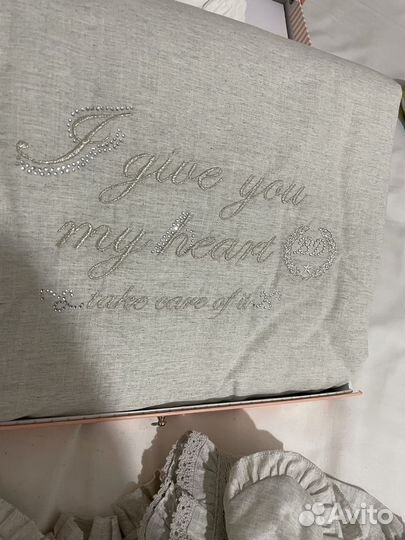 I
give you
my heart
take care of it
Avito